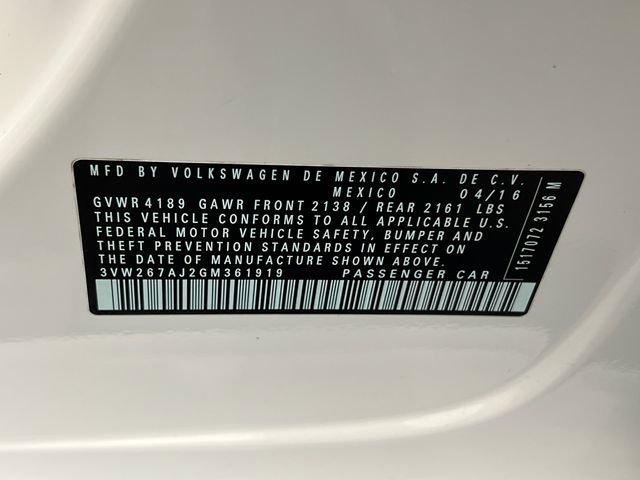 MFD BY VOLKSWAGEN DE MEXICO S.A. DE C.V.
MEXICO 04/16
GVWR 4189 GAWR FRONT 2138 / REAR 2161 LBS
THIS VEHICLE CONFORMS TO ALL APPLICABLE U.S.
FEDERAL MOTOR VEHICLE SAFETY, BUMPER AND
THEFT PREVENTION STANDARDS IN EFFECT ON
THE DATE OF MANUFACTURE SHOWN ABOVE.
3VW267AJ2GM361919 PASSENGER CAR
1517072 3156 M